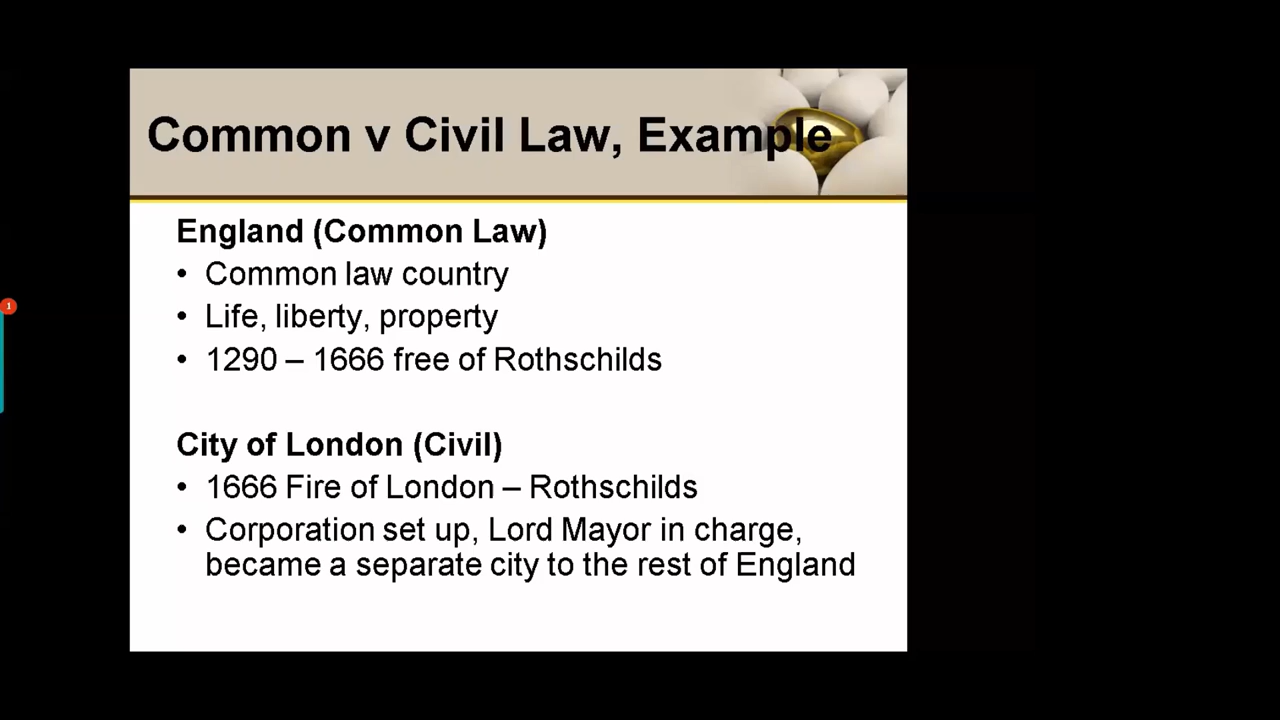 Common v Civil Law, Example
England (Common Law)
• Common law country
• Life, liberty, property
• 1290 – 1666 free of Rothschilds
City of London (Civil)
• 1666 Fire of London – Rothschilds
• Corporation set up, Lord Mayor in charge,
became a separate city to the rest of England
1